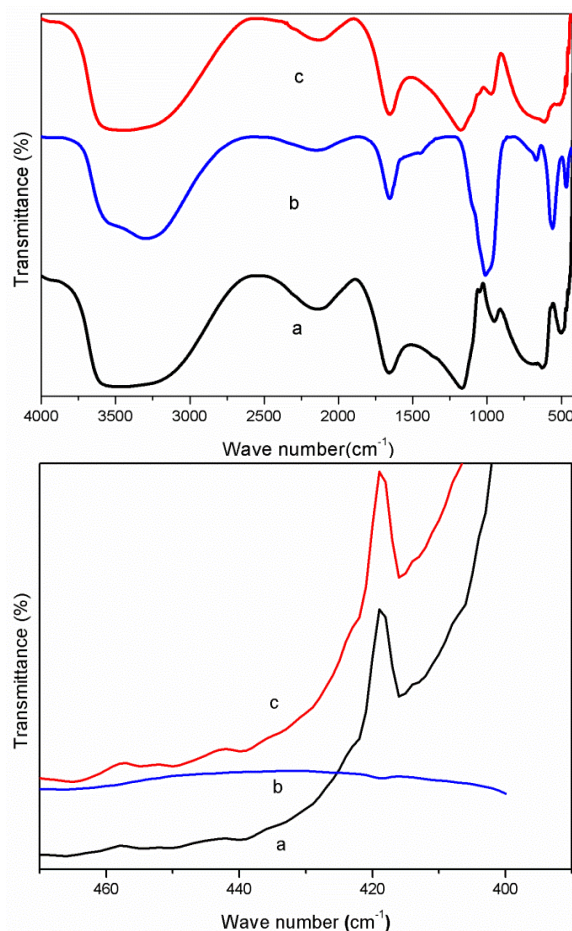 Transmittance (%)
c
b
a
4000 3500 3000 2500 2000 1500 1000 500
Wave number(cm-1)
Transmittance (%)
c
b
a
460 440 420 400
Wave number (cm-1)